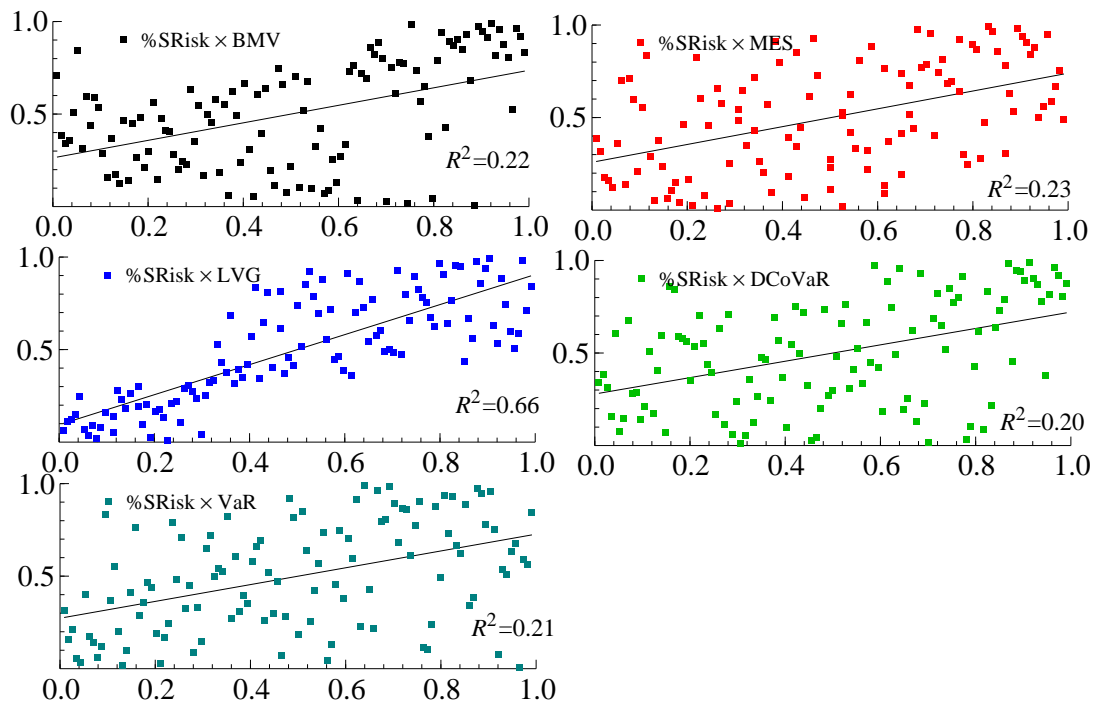 1.0
%SRisk × BMV
0.5
R²=0.22
0.0 0.2 0.4 0.6 0.8 1.0
1.0
%SRisk × MES
0.5
R²=0.23
0.0 0.2 0.4 0.6 0.8 1.0
1.0
%SRisk × LVG
0.5
R²=0.66
0.0 0.2 0.4 0.6 0.8 1.0
1.0
%SRisk × DCoVaR
0.5
R²=0.20
0.0 0.2 0.4 0.6 0.8 1.0
1.0
%SRisk × VaR
0.5
R²=0.21
0.0 0.2 0.4 0.6 0.8 1.0